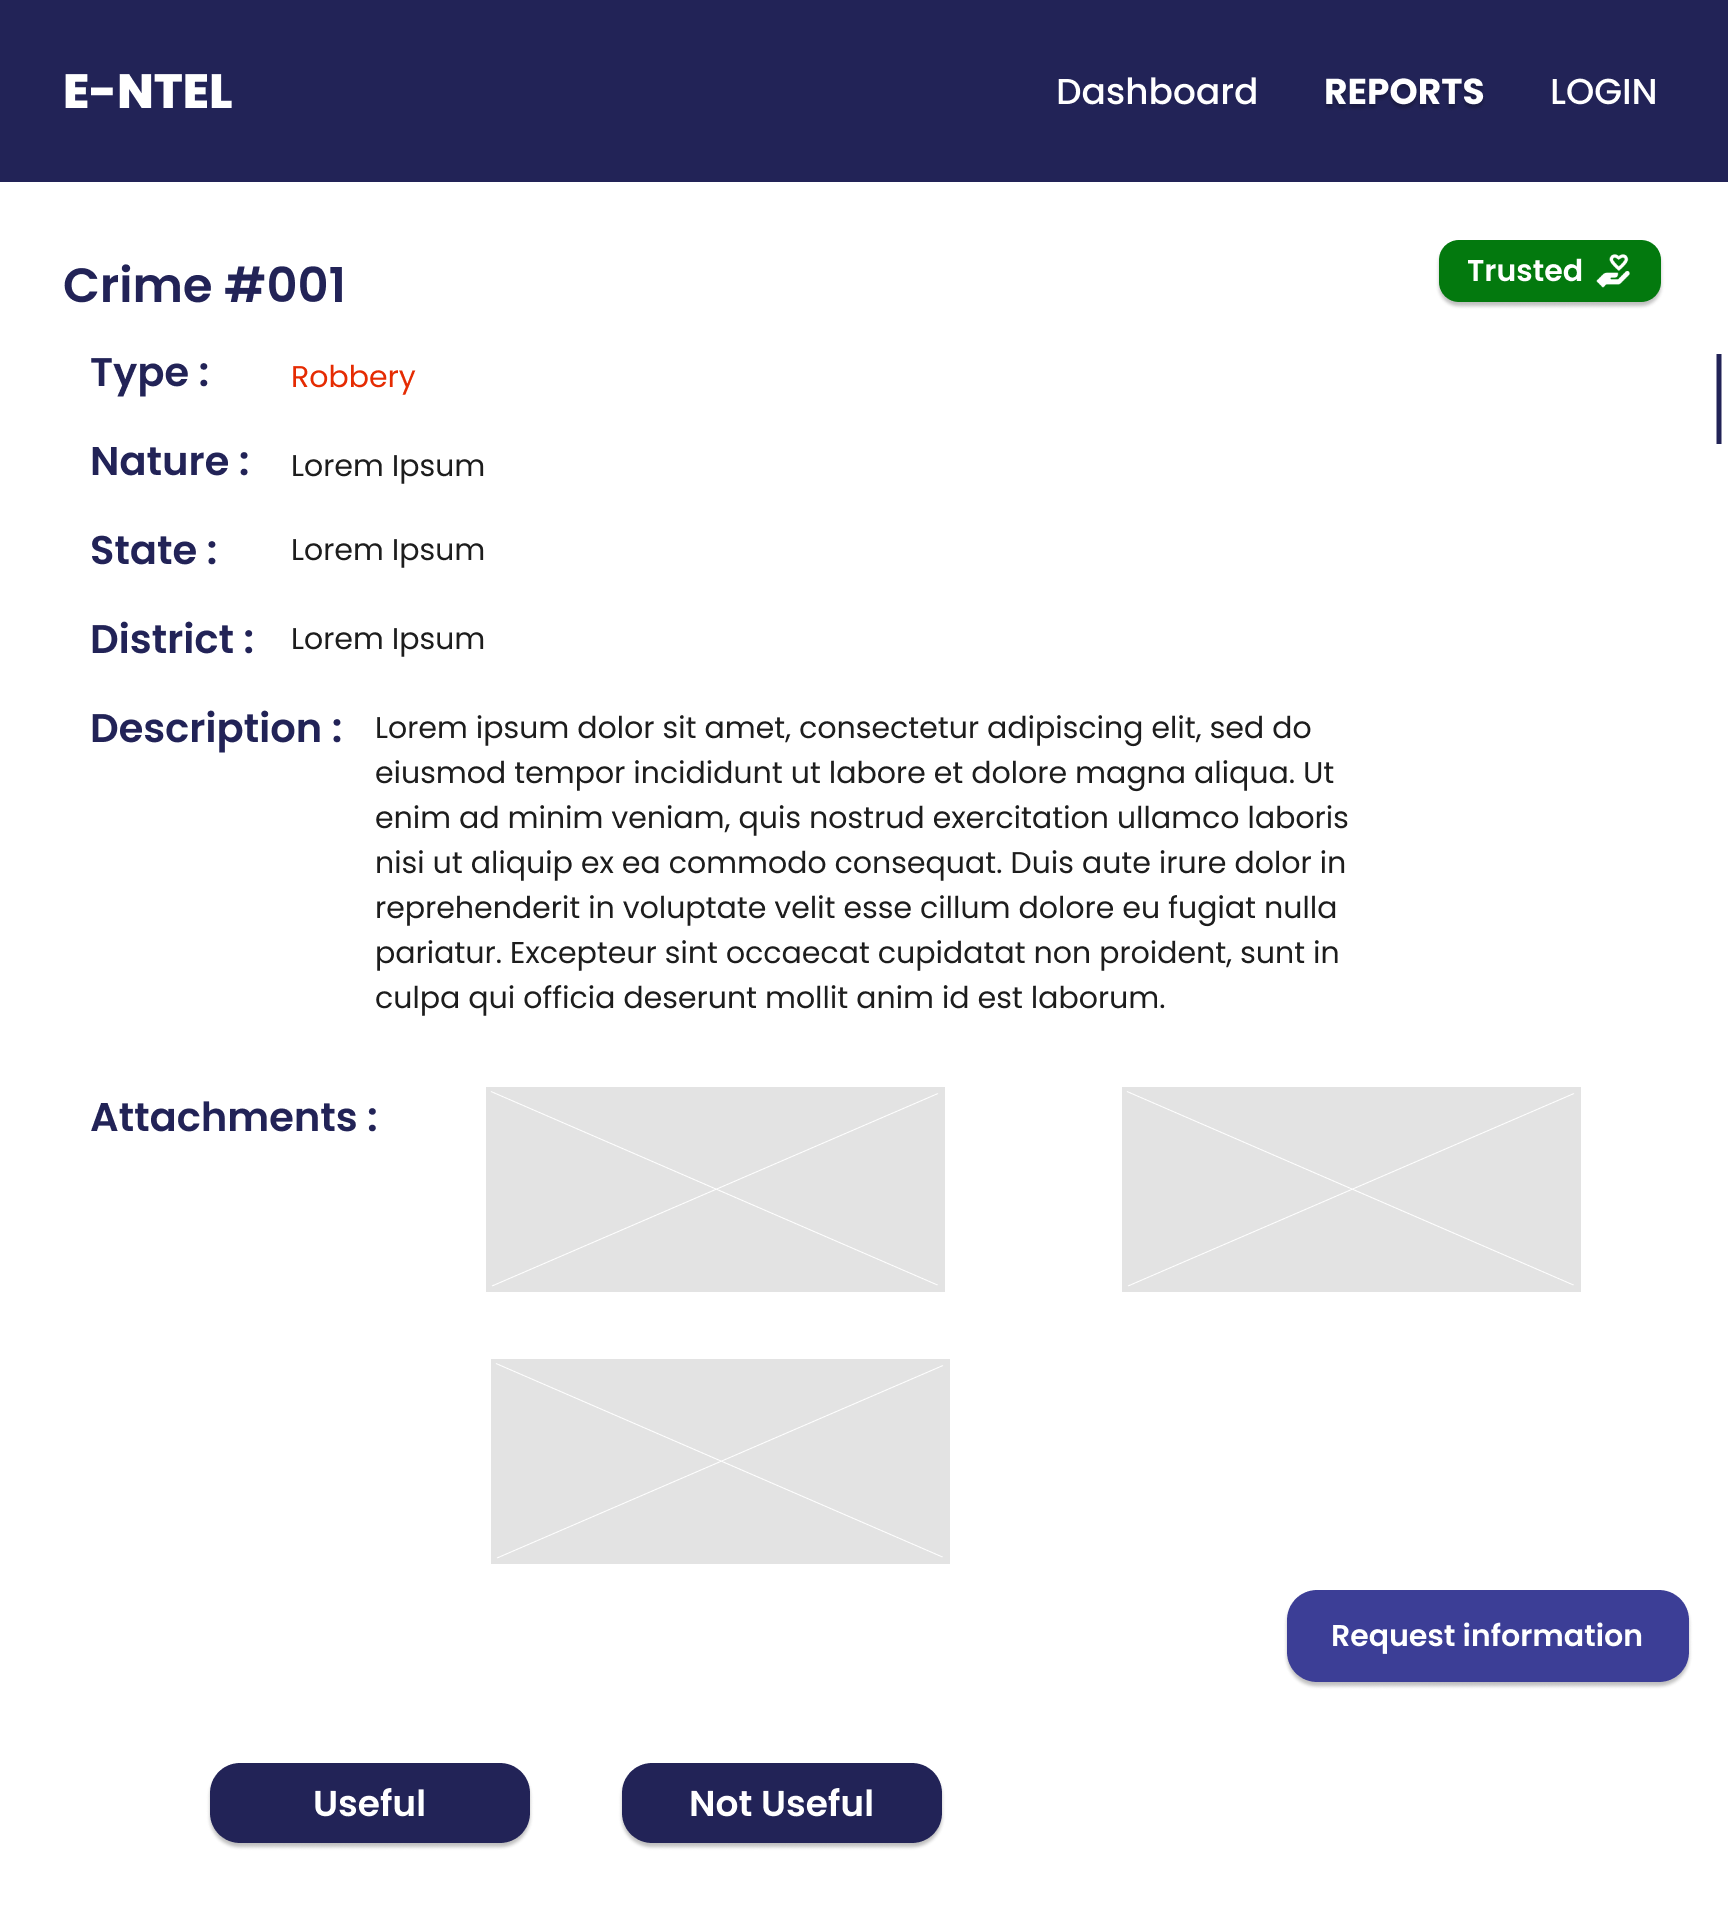 E-NTEL
Dashboard REPORTS LOGIN
Crime #001
Trusted
Type : Robbery
Nature : Lorem Ipsum
State : Lorem Ipsum
District : Lorem Ipsum
Description : Lorem ipsum dolor sit amet, consectetur adipiscing elit, sed do
eiusmod tempor incididunt ut labore et dolore magna aliqua. Ut
enim ad minim veniam, quis nostrud exercitation ullamco laboris
nisi ut aliquip ex ea commodo consequat. Duis aute irure dolor in
reprehenderit in voluptate velit esse cillum dolore eu fugiat nulla
pariatur. Excepteur sint occaecat cupidatat non proident, sunt in
culpa qui officia deserunt mollit anim id est laborum.
Attachments :
Request information
Useful
Not Useful